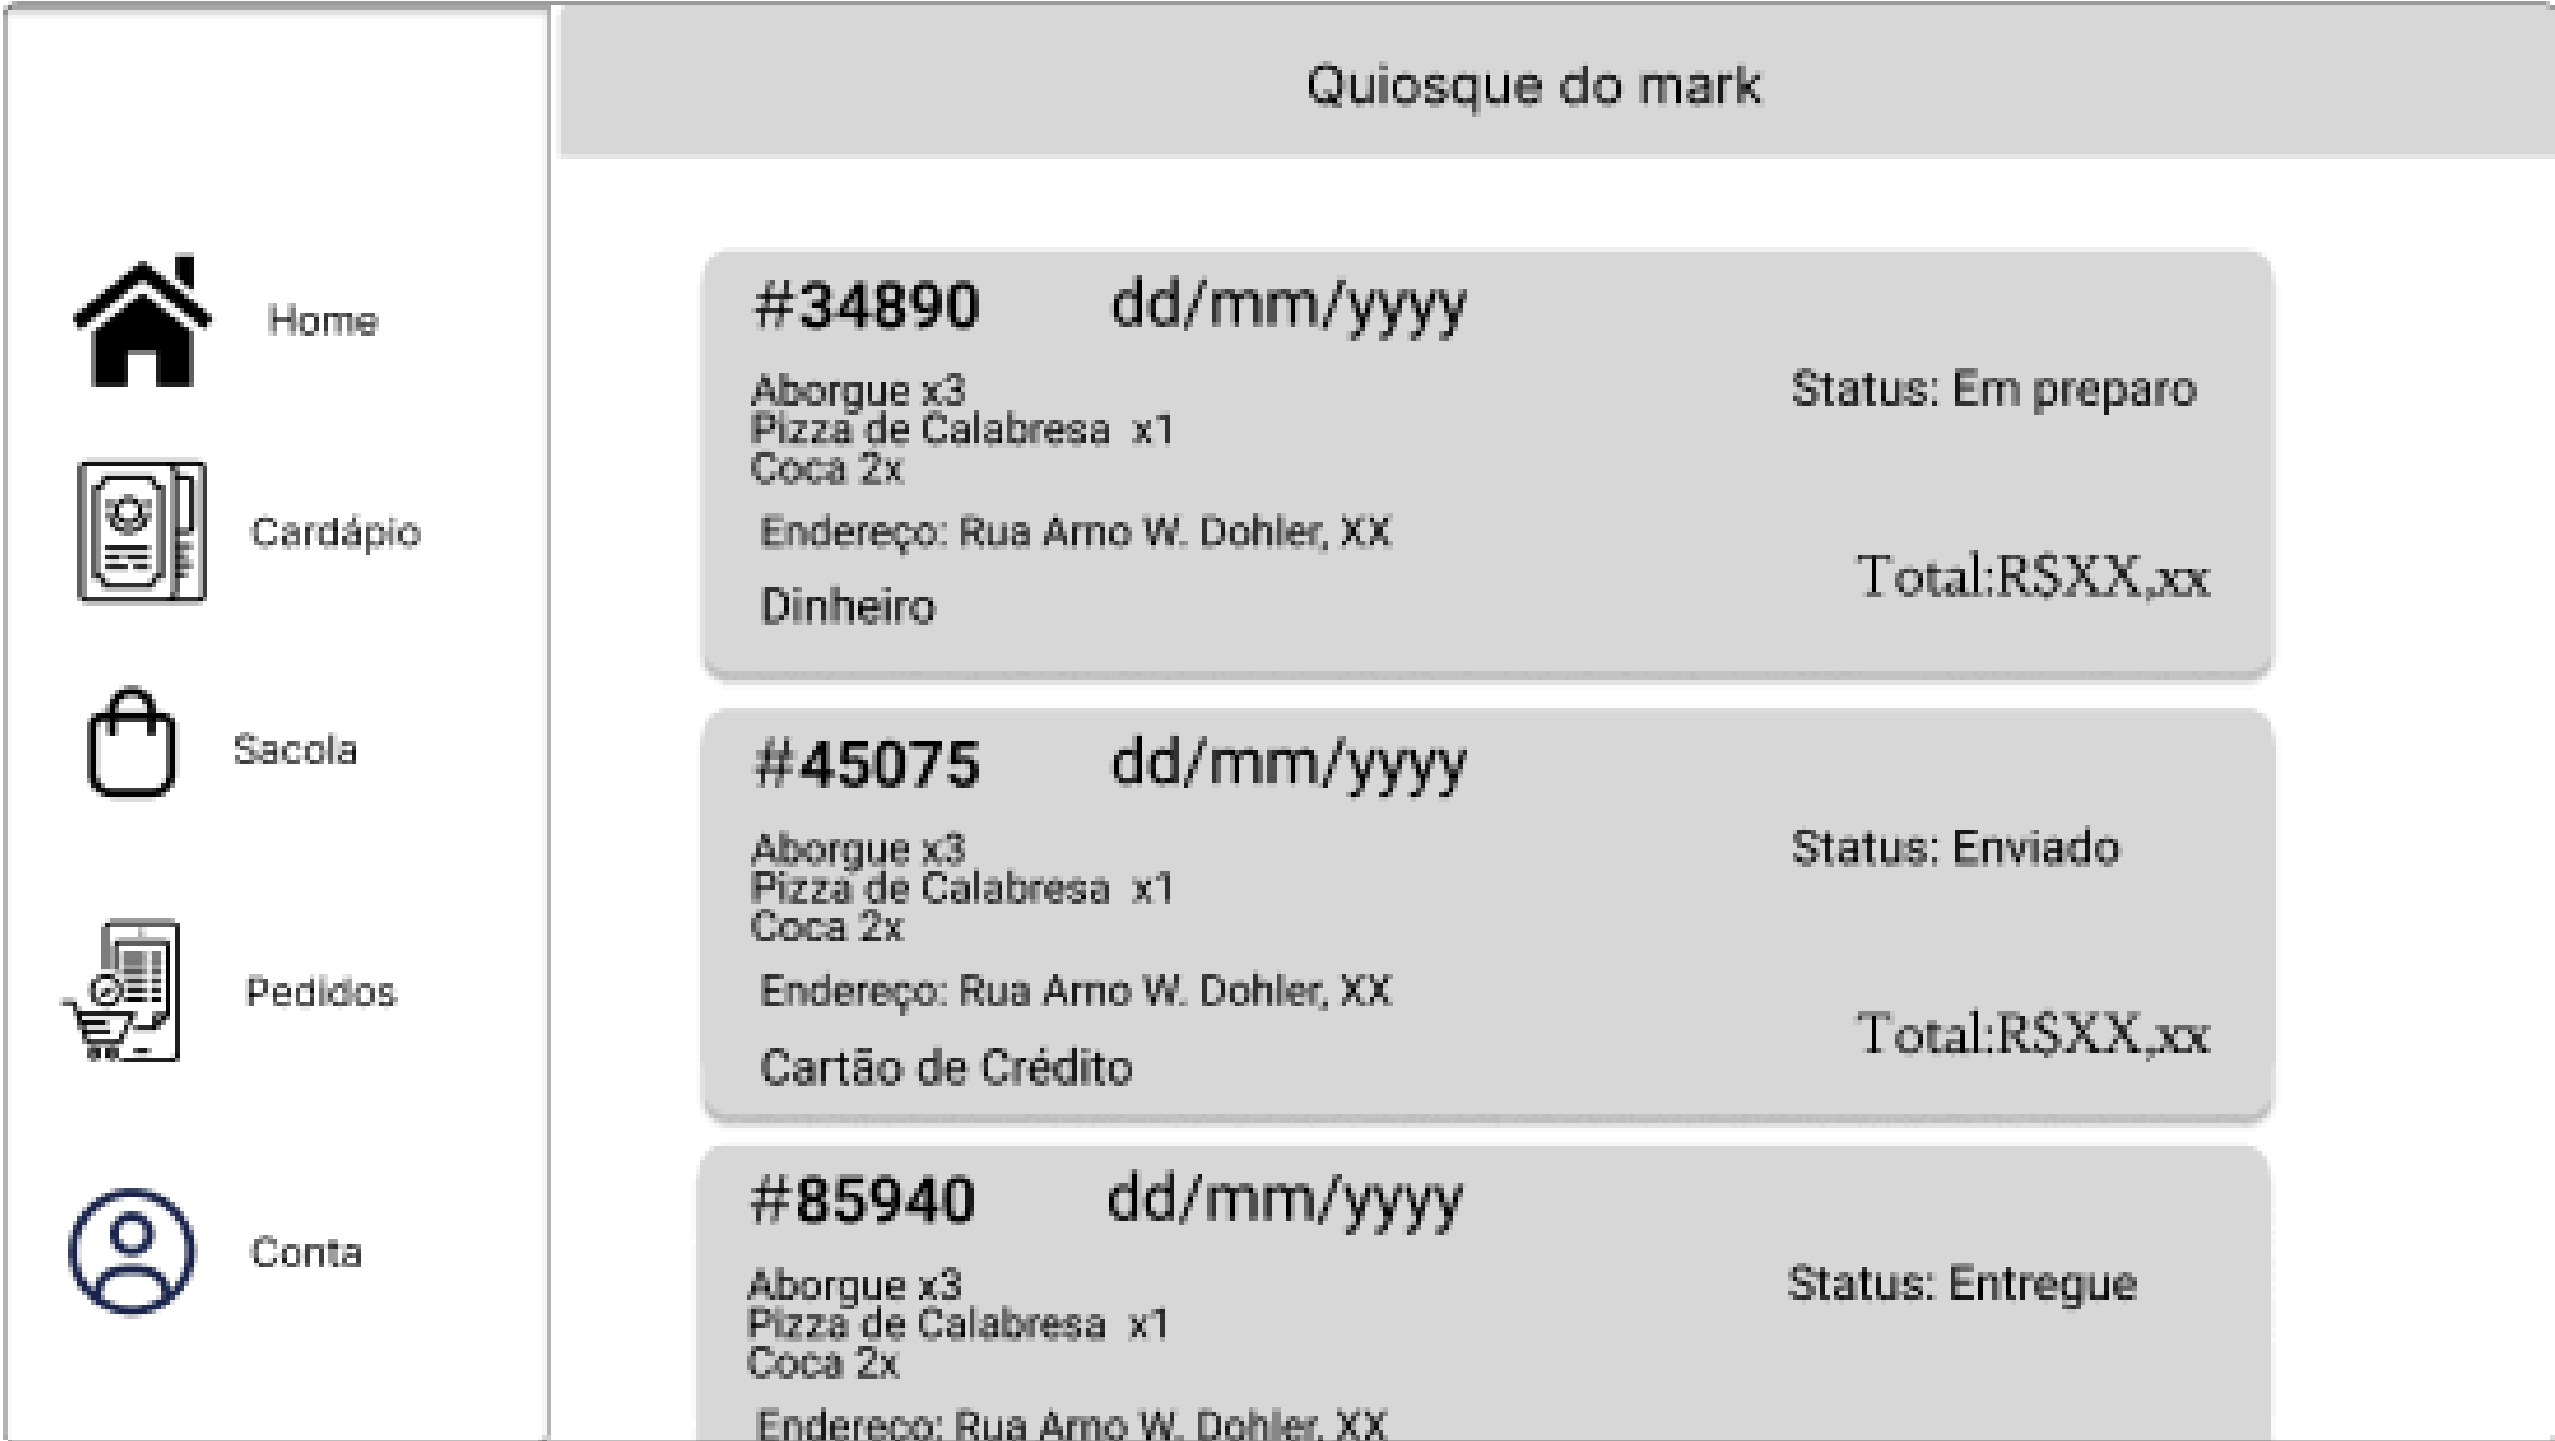 Quiosque do mark
Home
Cardápio
Sacola
Pedidos
Conta
#34890 dd/mm/yyyy
Aborgue x3
Status: Em preparo
Pizza de Calabresa x1
Coca 2x
Endereço: Rua Arno W. Dohler, XX
Total:R$XX,xx
Dinheiro
#45075 dd/mm/yyyy
Aborgue x3
Status: Enviado
Pizza de Calabresa x1
Coca 2x
Endereço: Rua Arno W. Dohler, XX
Total:R$XX,xx
Cartão de Crédito
#85940 dd/mm/yyyy
Aborgue x3
Status: Entregue
Pizza de Calabresa x1
Coca 2x
Endereço: Rua Arno W. Dohler, XX